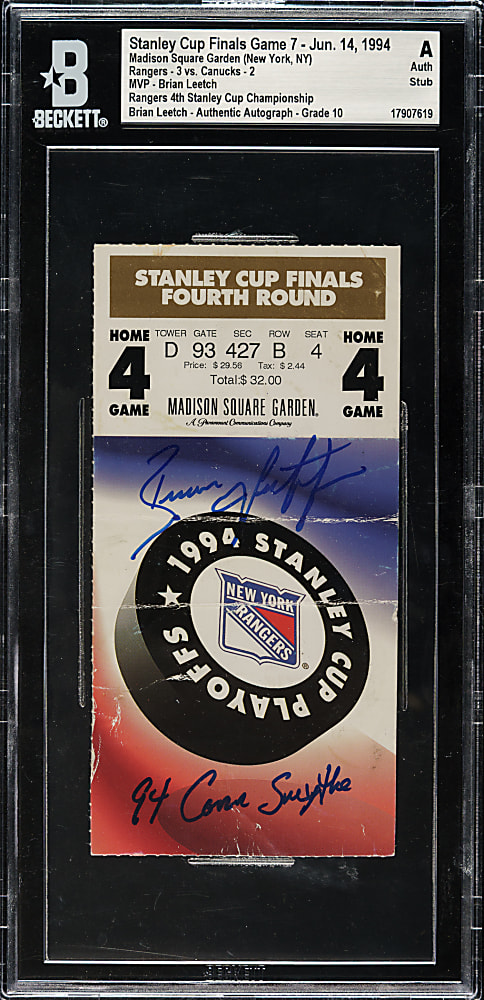 Stanley Cup Finals Game 7 - Jun. 14, 1994
Madison Square Garden (New York, NY)
Rangers - 3 vs. Canucks - 2
MVP - Brian Leetch
Rangers 4th Stanley Cup Championship
Brian Leetch - Authentic Autograph - Grade 10
A
Auth
Stub
17907619
B
BECKETT®
STANLEY CUP FINALS
FOURTH ROUND
HOME
4
GAME
TOWER GATE SEC ROW SEAT
D 93 427 B 4
Price: $ 29.56 Tax: $ 2.44
Total:$ 32.00
MADISON SQUARE GARDEN®
A Paramount Communications Company
HOME
4
GAME
Brian Leetch
★ 1994 STANLEY CUP PLAYOFFS
NEW YORK
RANGERS
®
94 Conn Smythe